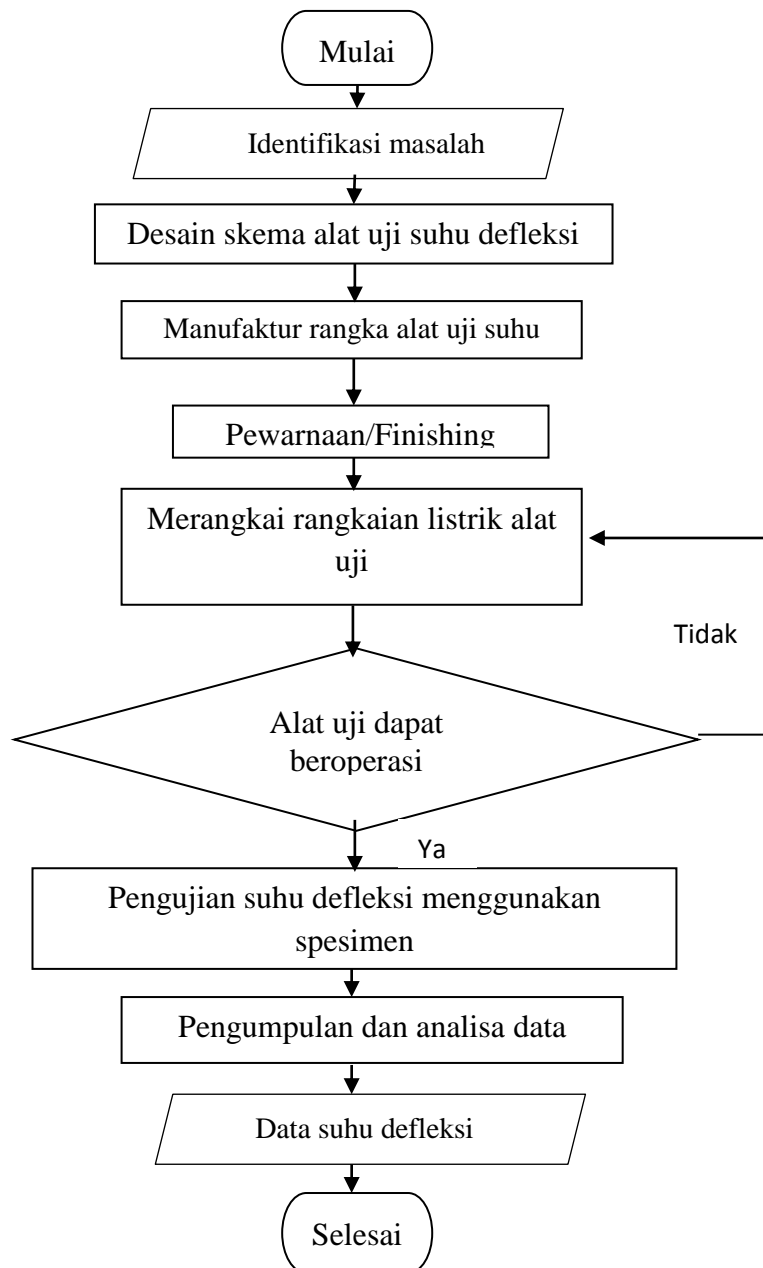 Mulai
Identifikasi masalah
Desain skema alat uji suhu defleksi
Manufaktur rangka alat uji suhu
Pewarnaan/Finishing
Merangkai rangkaian listrik alat
uji
Tidak
Alat uji dapat
beroperasi
Ya
Pengujian suhu defleksi menggunakan
spesimen
Pengumpulan dan analisa data
Data suhu defleksi
Selesai